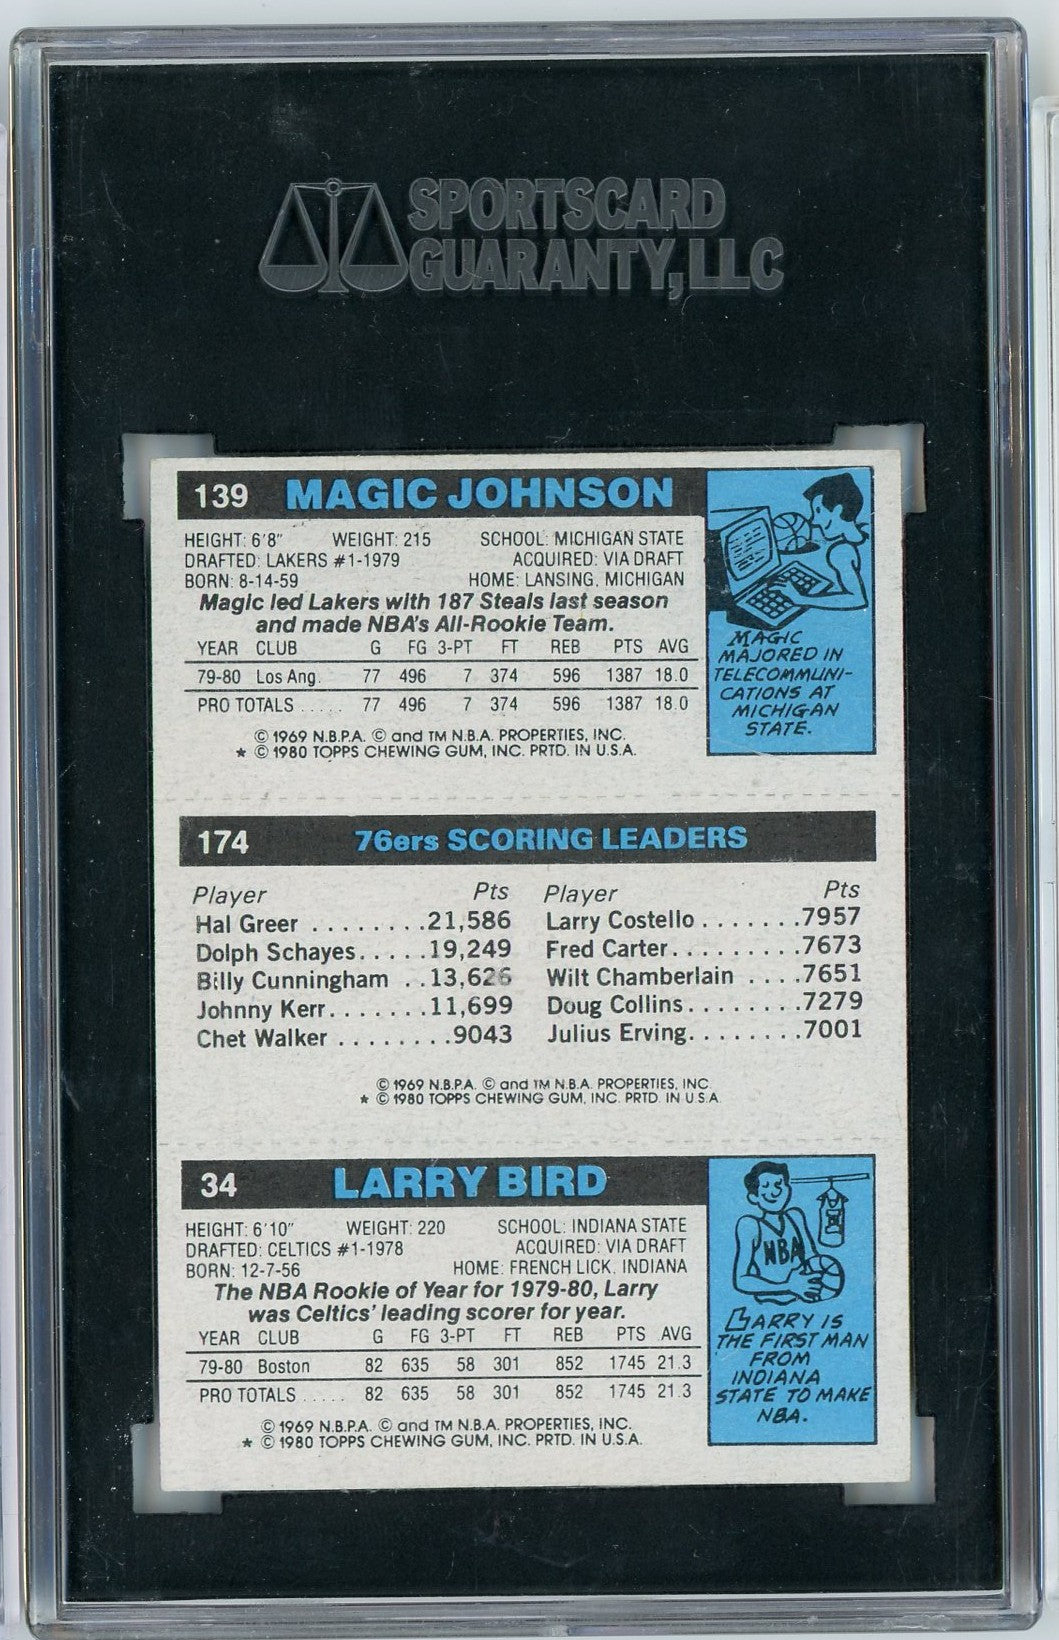 SPORTSCARD
GUARANTY, LLC
139 MAGIC JOHNSON
HEIGHT: 6'8" WEIGHT: 215 SCHOOL: MICHIGAN STATE
DRAFTED: LAKERS #1-1979 ACQUIRED: VIA DRAFT
BORN: 8-14-59 HOME: LANSING, MICHIGAN
Magic led Lakers with 187 Steals last season
and made NBA's All-Rookie Team.
YEAR CLUB G FG 3-PT FT REB PTS AVG
79-80 Los Ang. 77 496 7 374 596 1387 18.0
PRO TOTALS ..... 77 496 7 374 596 1387 18.0
© 1969 N.B.P.A. © and TM N.B.A. PROPERTIES, INC.
★ © 1980 TOPPS CHEWING GUM, INC. PRTD. IN U.S.A.
MAGIC
MAJORED IN
TELECOMMUNI-
CATIONS AT
MICHIGAN
STATE.
174 76ers SCORING LEADERS
Player Pts Player Pts
Hal Greer ........21,586 Larry Costello .......7957
Dolph Schayes.....19,249 Fred Carter.........7673
Billy Cunningham ..13,626 Wilt Chamberlain ....7651
Johnny Kerr.......11,699 Doug Collins........7279
Chet Walker ........9043 Julius Erving........7001
© 1969 N.B.P.A. © and TM N.B.A. PROPERTIES, INC.
★ © 1980 TOPPS CHEWING GUM, INC. PRTD. IN U.S.A.
34 LARRY BIRD
HEIGHT: 6'10" WEIGHT: 220 SCHOOL: INDIANA STATE
DRAFTED: CELTICS #1-1978 ACQUIRED: VIA DRAFT
BORN: 12-7-56 HOME: FRENCH LICK, INDIANA
The NBA Rookie of Year for 1979-80, Larry
was Celtics' leading scorer for year.
YEAR CLUB G FG 3-PT FT REB PTS AVG
79-80 Boston 82 635 58 301 852 1745 21.3
PRO TOTALS ..... 82 635 58 301 852 1745 21.3
© 1969 N.B.P.A. © and TM N.B.A. PROPERTIES, INC.
★ © 1980 TOPPS CHEWING GUM, INC. PRTD. IN U.S.A.
NBA
LARRY IS
THE FIRST MAN
FROM
INDIANA
STATE TO MAKE
NBA.